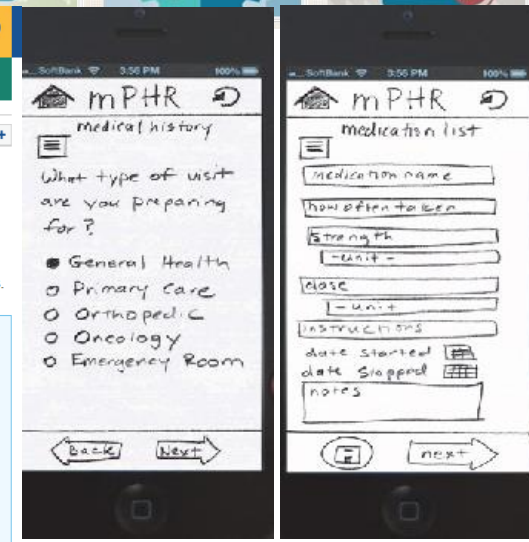 SoftBank 3:56 PM 100%
mPHR
medical history
What type of visit
are you preparing
for?
General Health
Primary Care
Orthopedic
Oncology
Emergency Room
Back Next
SoftBank 3:56 PM 100%
mPHR
medication list
medication name
how often taken
strength
-unit-
dose
-unit
instructions
date started
date stopped
notes
next